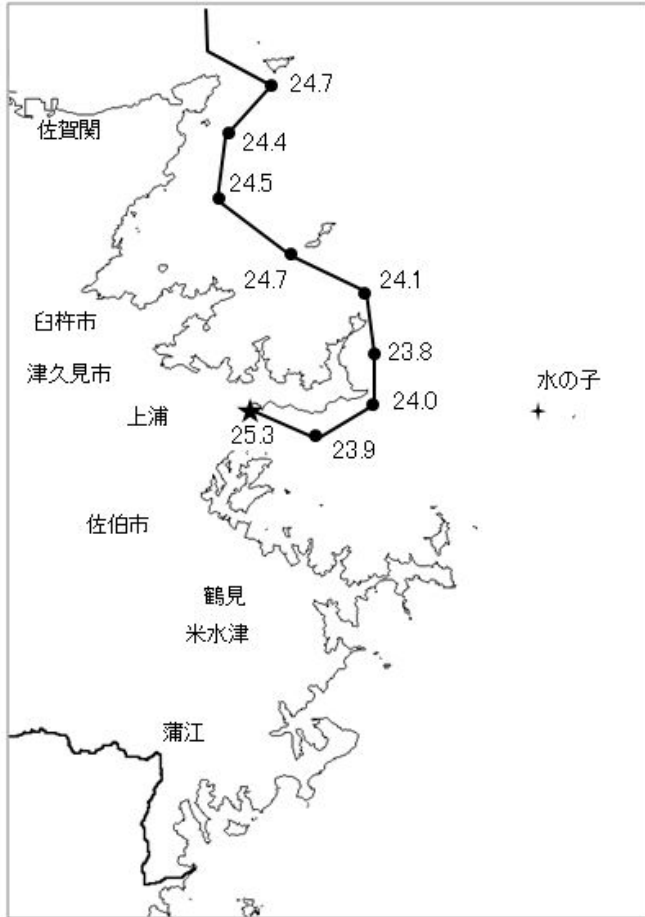 24.7
佐賀関
24.4
24.5
24.7
24.1
臼杵市
23.8
津久見市
水の子
上浦
24.0
25.3
23.9
佐伯市
鶴見
米水津
蒲江